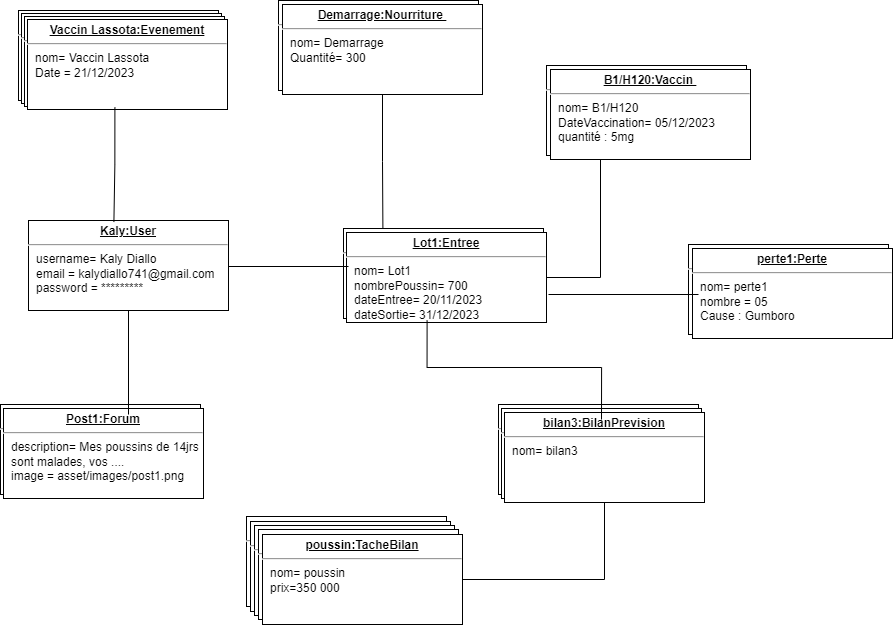 Vaccin Lassota:Evenement
nom= Vaccin Lassota
Date = 21/12/2023
Demarrage:Nourriture
nom= Demarrage
Quantité= 300
B1/H120:Vaccin
nom= B1/H120
DateVaccination= 05/12/2023
quantité : 5mg
Kaly:User
username= Kaly Diallo
email = kalydiallo741@gmail.com
password = *********
Lot1:Entree
nom= Lot1
nombrePoussin= 700
dateEntree= 20/11/2023
dateSortie= 31/12/2023
perte1:Perte
nom= perte1
nombre = 05
Cause : Gumboro
Post1:Forum
description= Mes poussins de 14jrs
sont malades, vos ....
image = asset/images/post1.png
bilan3:BilanPrevision
nom= bilan3
poussin:TacheBilan
nom= poussin
prix=350 000